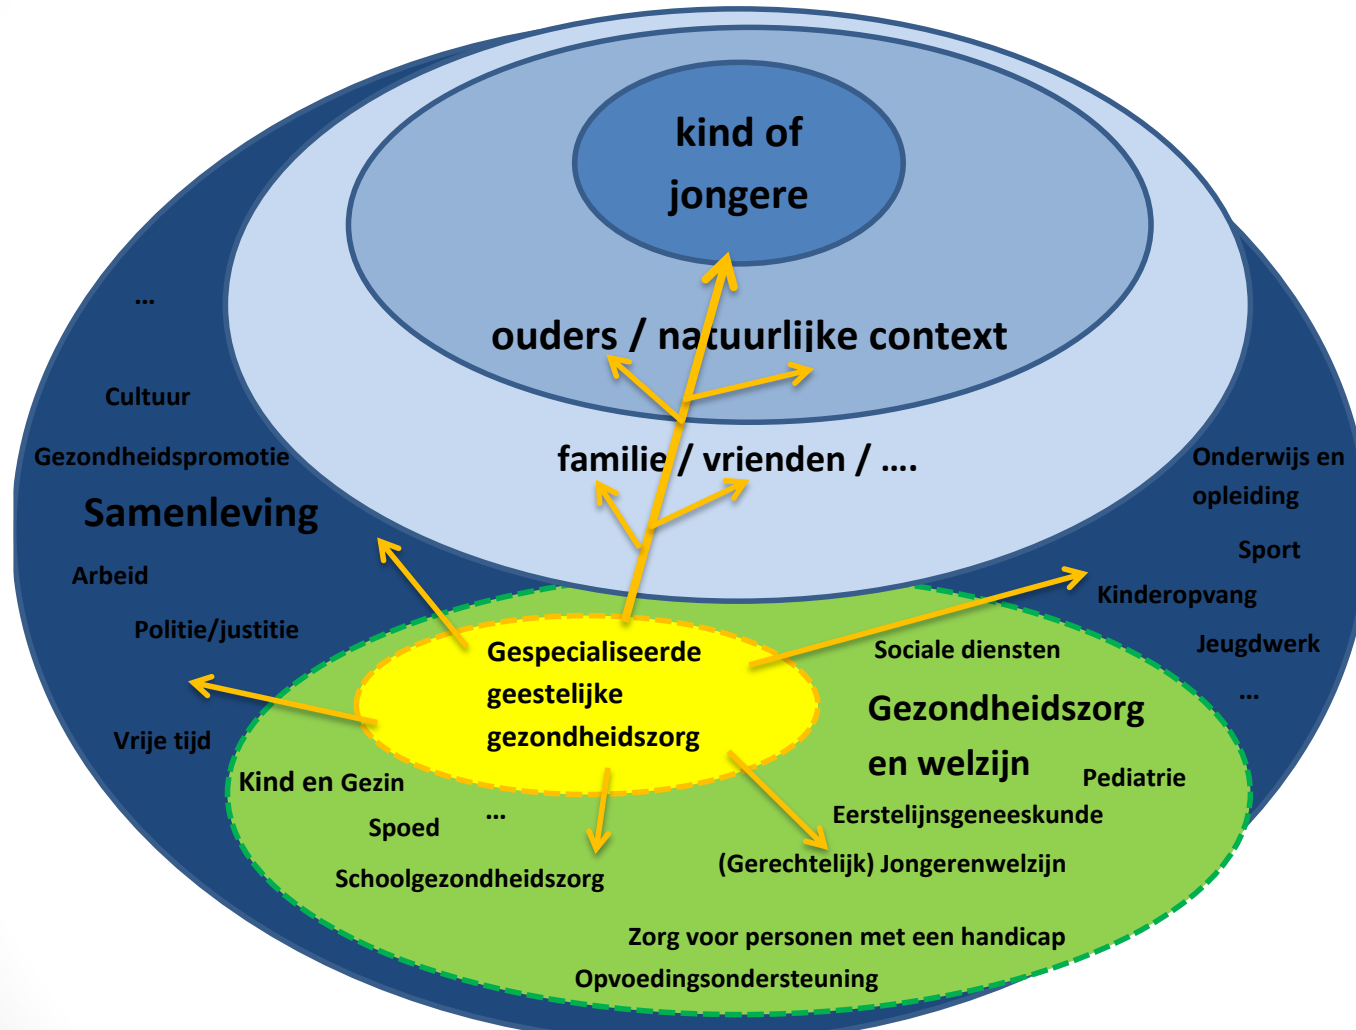 kind of
jongere
ouders / natuurlijke context
familie / vrienden / ....
...
Cultuur
Gezondheidspromotie
Samenleving
Arbeid
Politie/justitie
Vrije tijd
Onderwijs en
opleiding
Sport
Kinderopvang
Jeugdwerk
...
Gespecialiseerde
geestelijke
gezondheidszorg
Sociale diensten
Gezondheidszorg
en welzijn
Pediatrie
Eerstelijnsgeneeskunde
(Gerechtelijk) Jongerenwelzijn
Kind en Gezin
...
Spoed
Schoolgezondheidszorg
Zorg voor personen met een handicap
Opvoedingsondersteuning